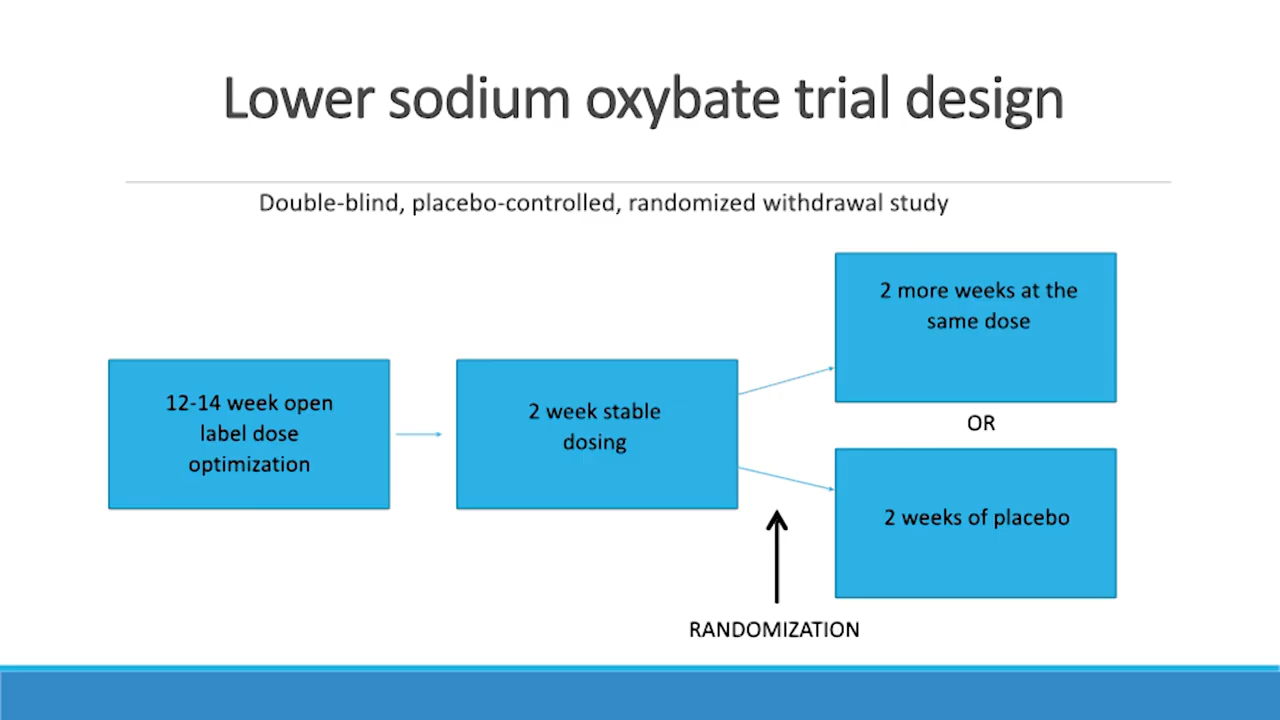 Lower sodium oxybate trial design
Double-blind, placebo-controlled, randomized withdrawal study
12-14 week open
label dose
optimization
2 week stable
dosing
2 more weeks at the
same dose
OR
2 weeks of placebo
RANDOMIZATION